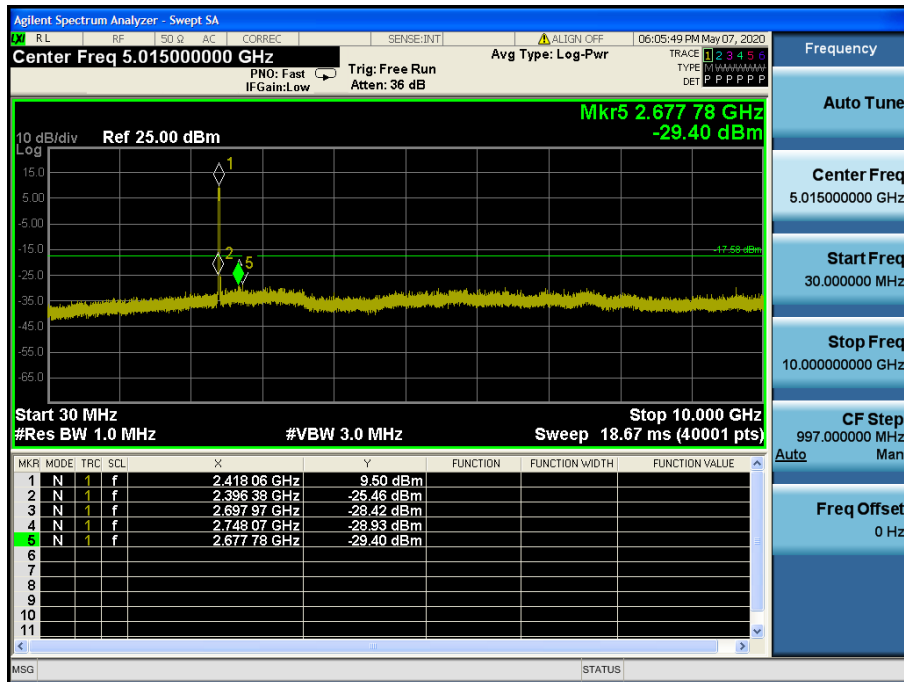 Agilent Spectrum Analyzer - Swept SA
LXI RL RF 50 Ω AC CORREC SENSE:INT ALIGN OFF 06:05:49 PM May 07, 2020
Center Freq 5.015000000 GHz
PNO: Fast
IFGain:Low
Trig: Free Run
Atten: 36 dB
Avg Type: Log-Pwr
TRACE 1 2 3 4 5 6
TYPE M WWWWW
DET P P P P P P
Mkr5 2.677 78 GHz
-29.40 dBm
10 dB/div Ref 25.00 dBm
Log
15.0
5.00
-5.00
-15.0
-25.0
-35.0
-45.0
-55.0
-65.0
1
2
5
-17.58 dBm
Start 30 MHz Stop 10.000 GHz
#Res BW 1.0 MHz #VBW 3.0 MHz Sweep 18.67 ms (40001 pts)
MKR MODE TRC SCL X Y FUNCTION FUNCTION WIDTH FUNCTION VALUE
1 N 1 f 2.418 06 GHz 9.50 dBm
2 N 1 f 2.396 38 GHz -25.46 dBm
3 N 1 f 2.697 97 GHz -28.42 dBm
4 N 1 f 2.748 07 GHz -28.93 dBm
5 N 1 f 2.677 78 GHz -29.40 dBm
6
7
8
9
10
11
MSG STATUS
Frequency
Auto Tune
Center Freq
5.015000000 GHz
Start Freq
30.000000 MHz
Stop Freq
10.000000000 GHz
CF Step
997.000000 MHz
Auto Man
Freq Offset
0 Hz